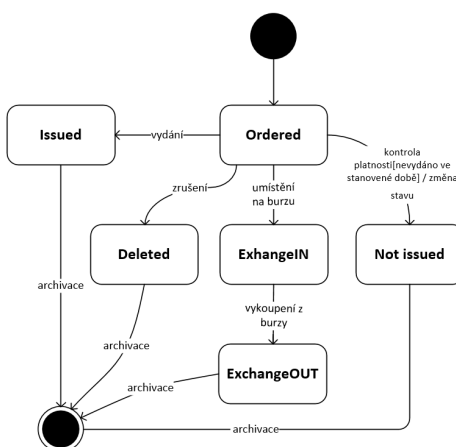 Issued
vydání
Ordered
kontrola
platnosti[nevydáno ve
stanovené době] / změna
stavu
zrušení
umístění
na burzu
Deleted
ExhangeIN
Not issued
archivace
vykoupení z
burzy
archivace
ExchangeOUT
archivace
archivace